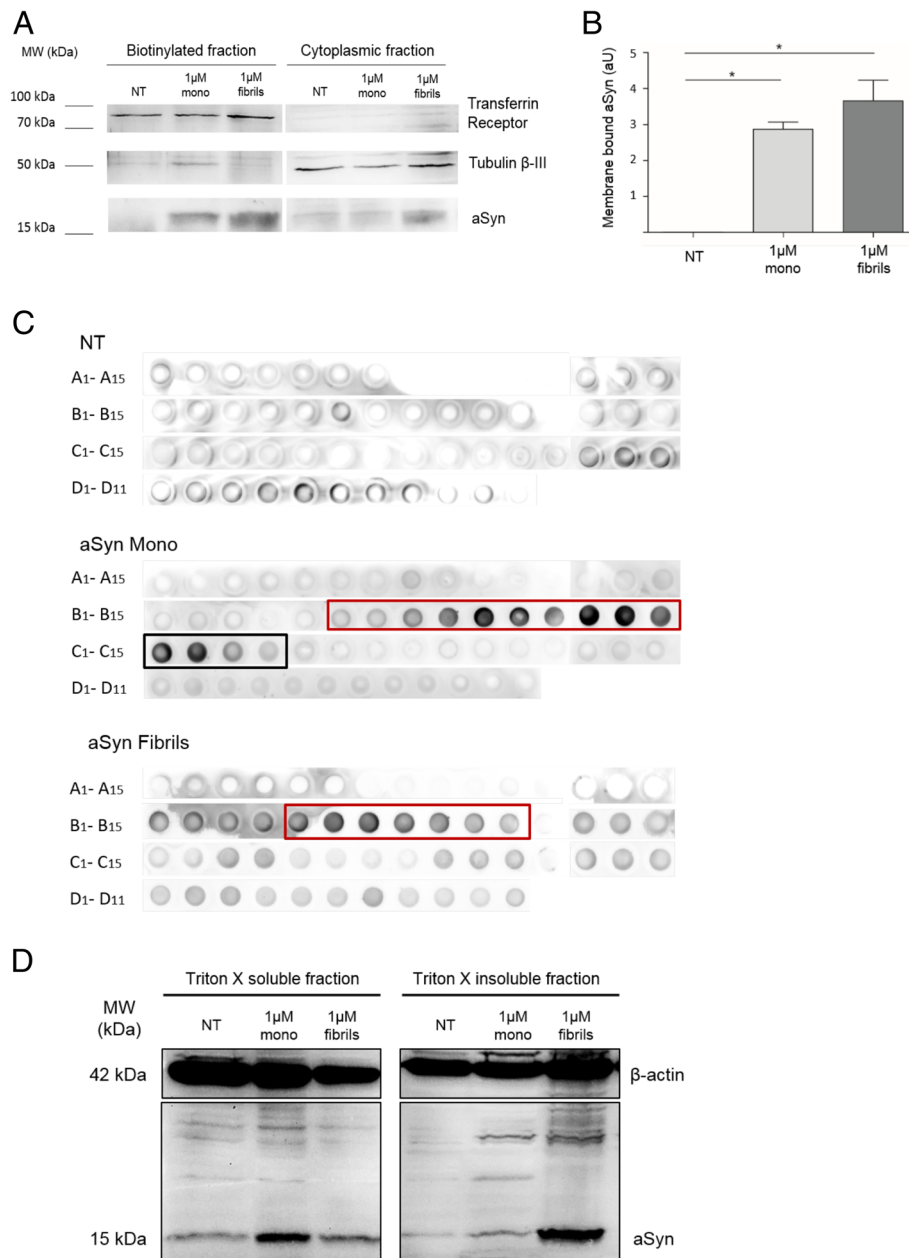 A
MW (kDa)
Biotinylated fraction
Cytoplasmic fraction
NT
1µM
mono
1µM
fibrils
NT
1µM
mono
1µM
fibrils
100 kDa
70 kDa
Transferrin
Receptor
50 kDa
Tubulin β-III
15 kDa
aSyn
B
Membrane bound aSyn (aU)
5
4
3
2
1
*
*
NT
1µM
mono
1µM
fibrils
C
NT
A1- A15
B1- B15
C1- C15
D1- D11
aSyn Mono
A1- A15
B1- B15
C1- C15
D1- D11
aSyn Fibrils
A1- A15
B1- B15
C1- C15
D1- D11
D
Triton X soluble fraction
Triton X insoluble fraction
MW
(kDa)
NT
1µM
mono
1µM
fibrils
NT
1µM
mono
1µM
fibrils
42 kDa
β-actin
15 kDa
aSyn